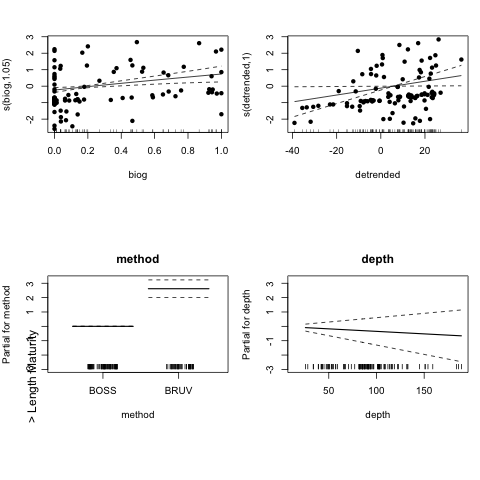 s(biog,1.05)
3
2
1
0
-2
0.0 0.2 0.4 0.6 0.8 1.0
biog
s(detrended,1)
3
2
1
0
-2
-40 -20 0 20
detrended
method
Partial for method
3
2
1
-1
-3
BOSS BRUV
method
> Length Maturity
depth
Partial for depth
3
2
1
-1
-3
50 100 150
depth